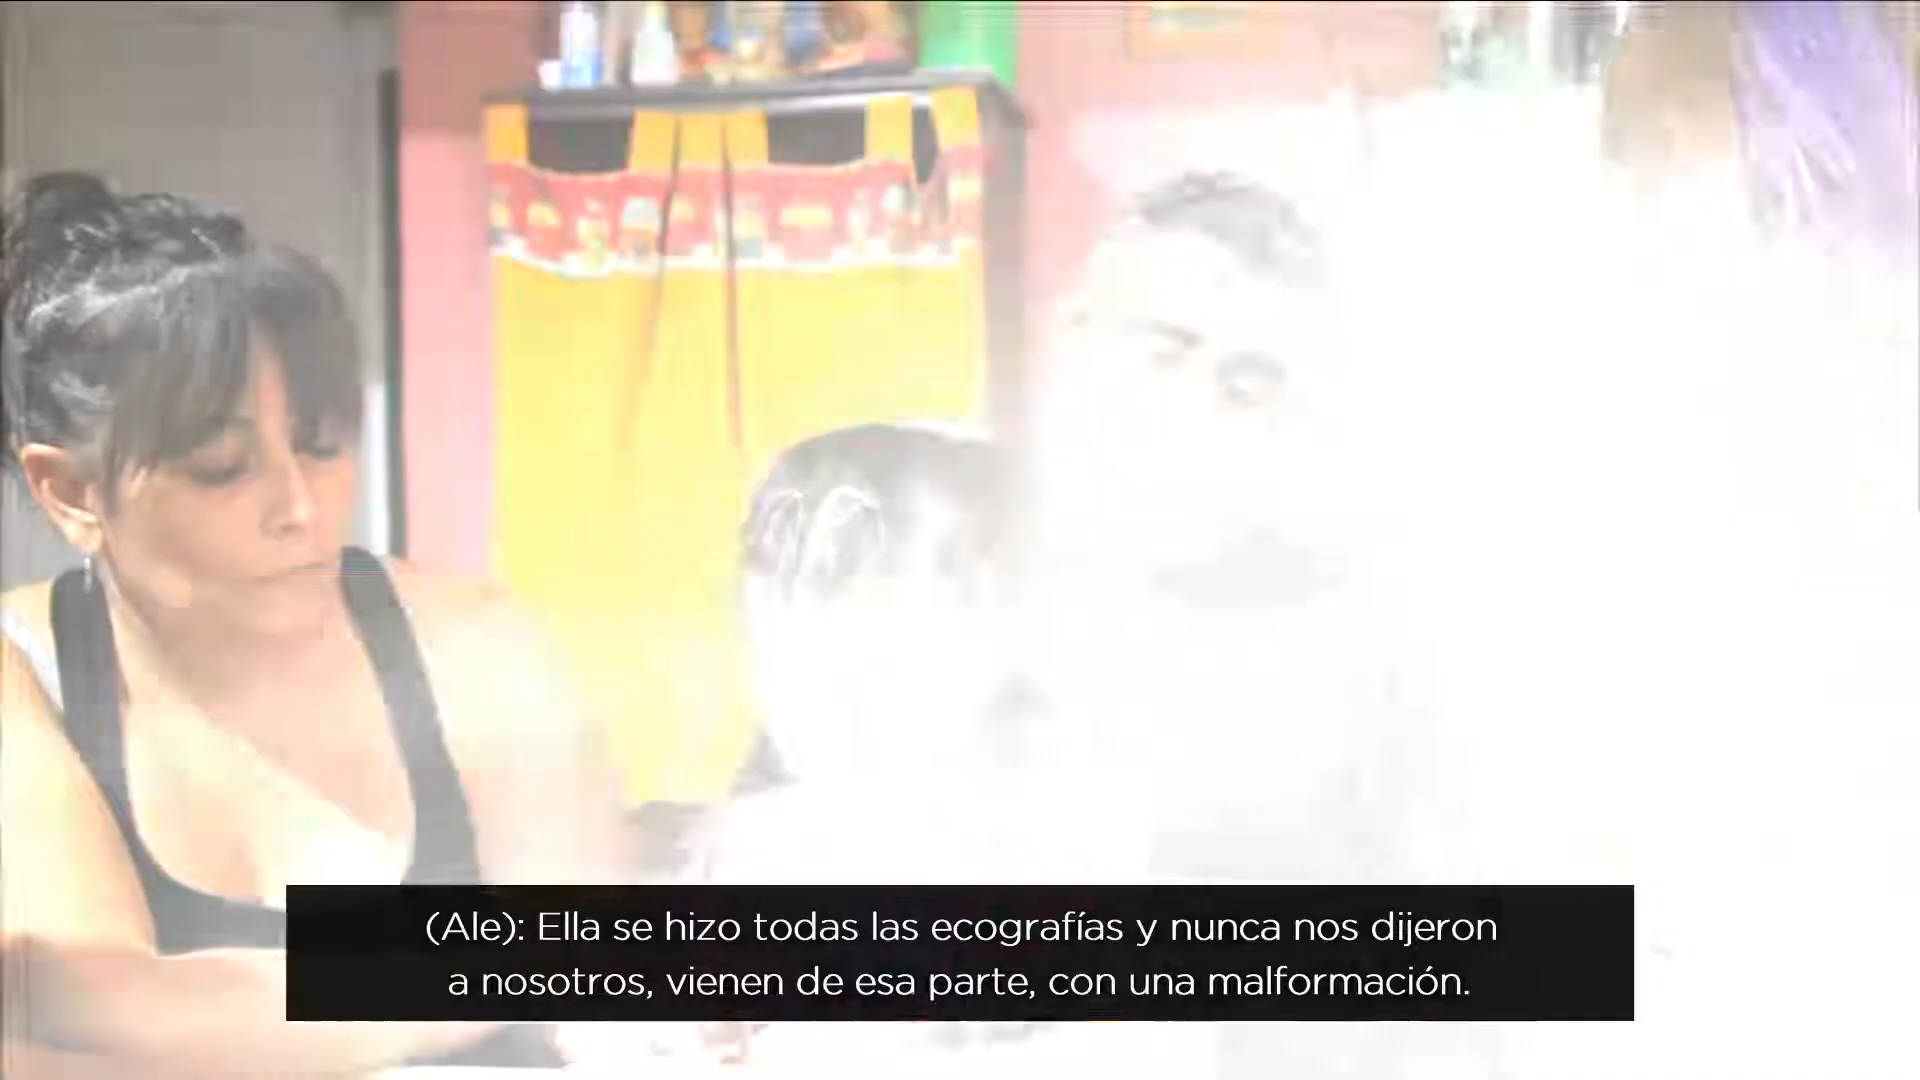 (Ale): Ella se hizo todas las ecografías y nunca nos dijeron
a nosotros, vienen de esa parte, con una malformación.